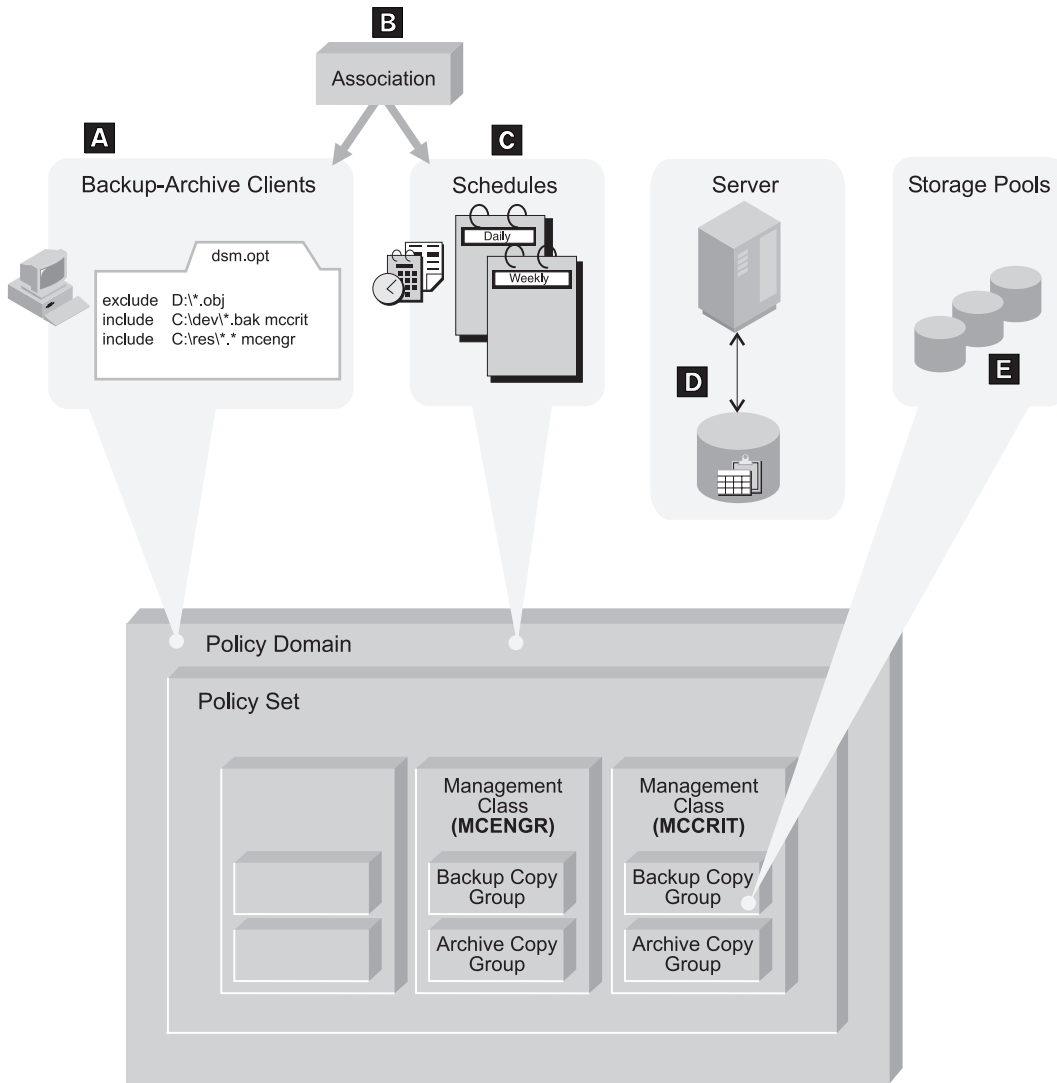 B
Association
A
C
Backup-Archive Clients
Schedules
Server
Storage Pools
dsm.opt
exclude D:\*.obj
include C:\dev\*.bak mccrit
include C:\res\*.* mcengr
Daily
Weekly
D
E
Policy Domain
Policy Set
Management
Class
(MCENGR)
Backup Copy
Group
Archive Copy
Group
Management
Class
(MCCRIT)
Backup Copy
Group
Archive Copy
Group